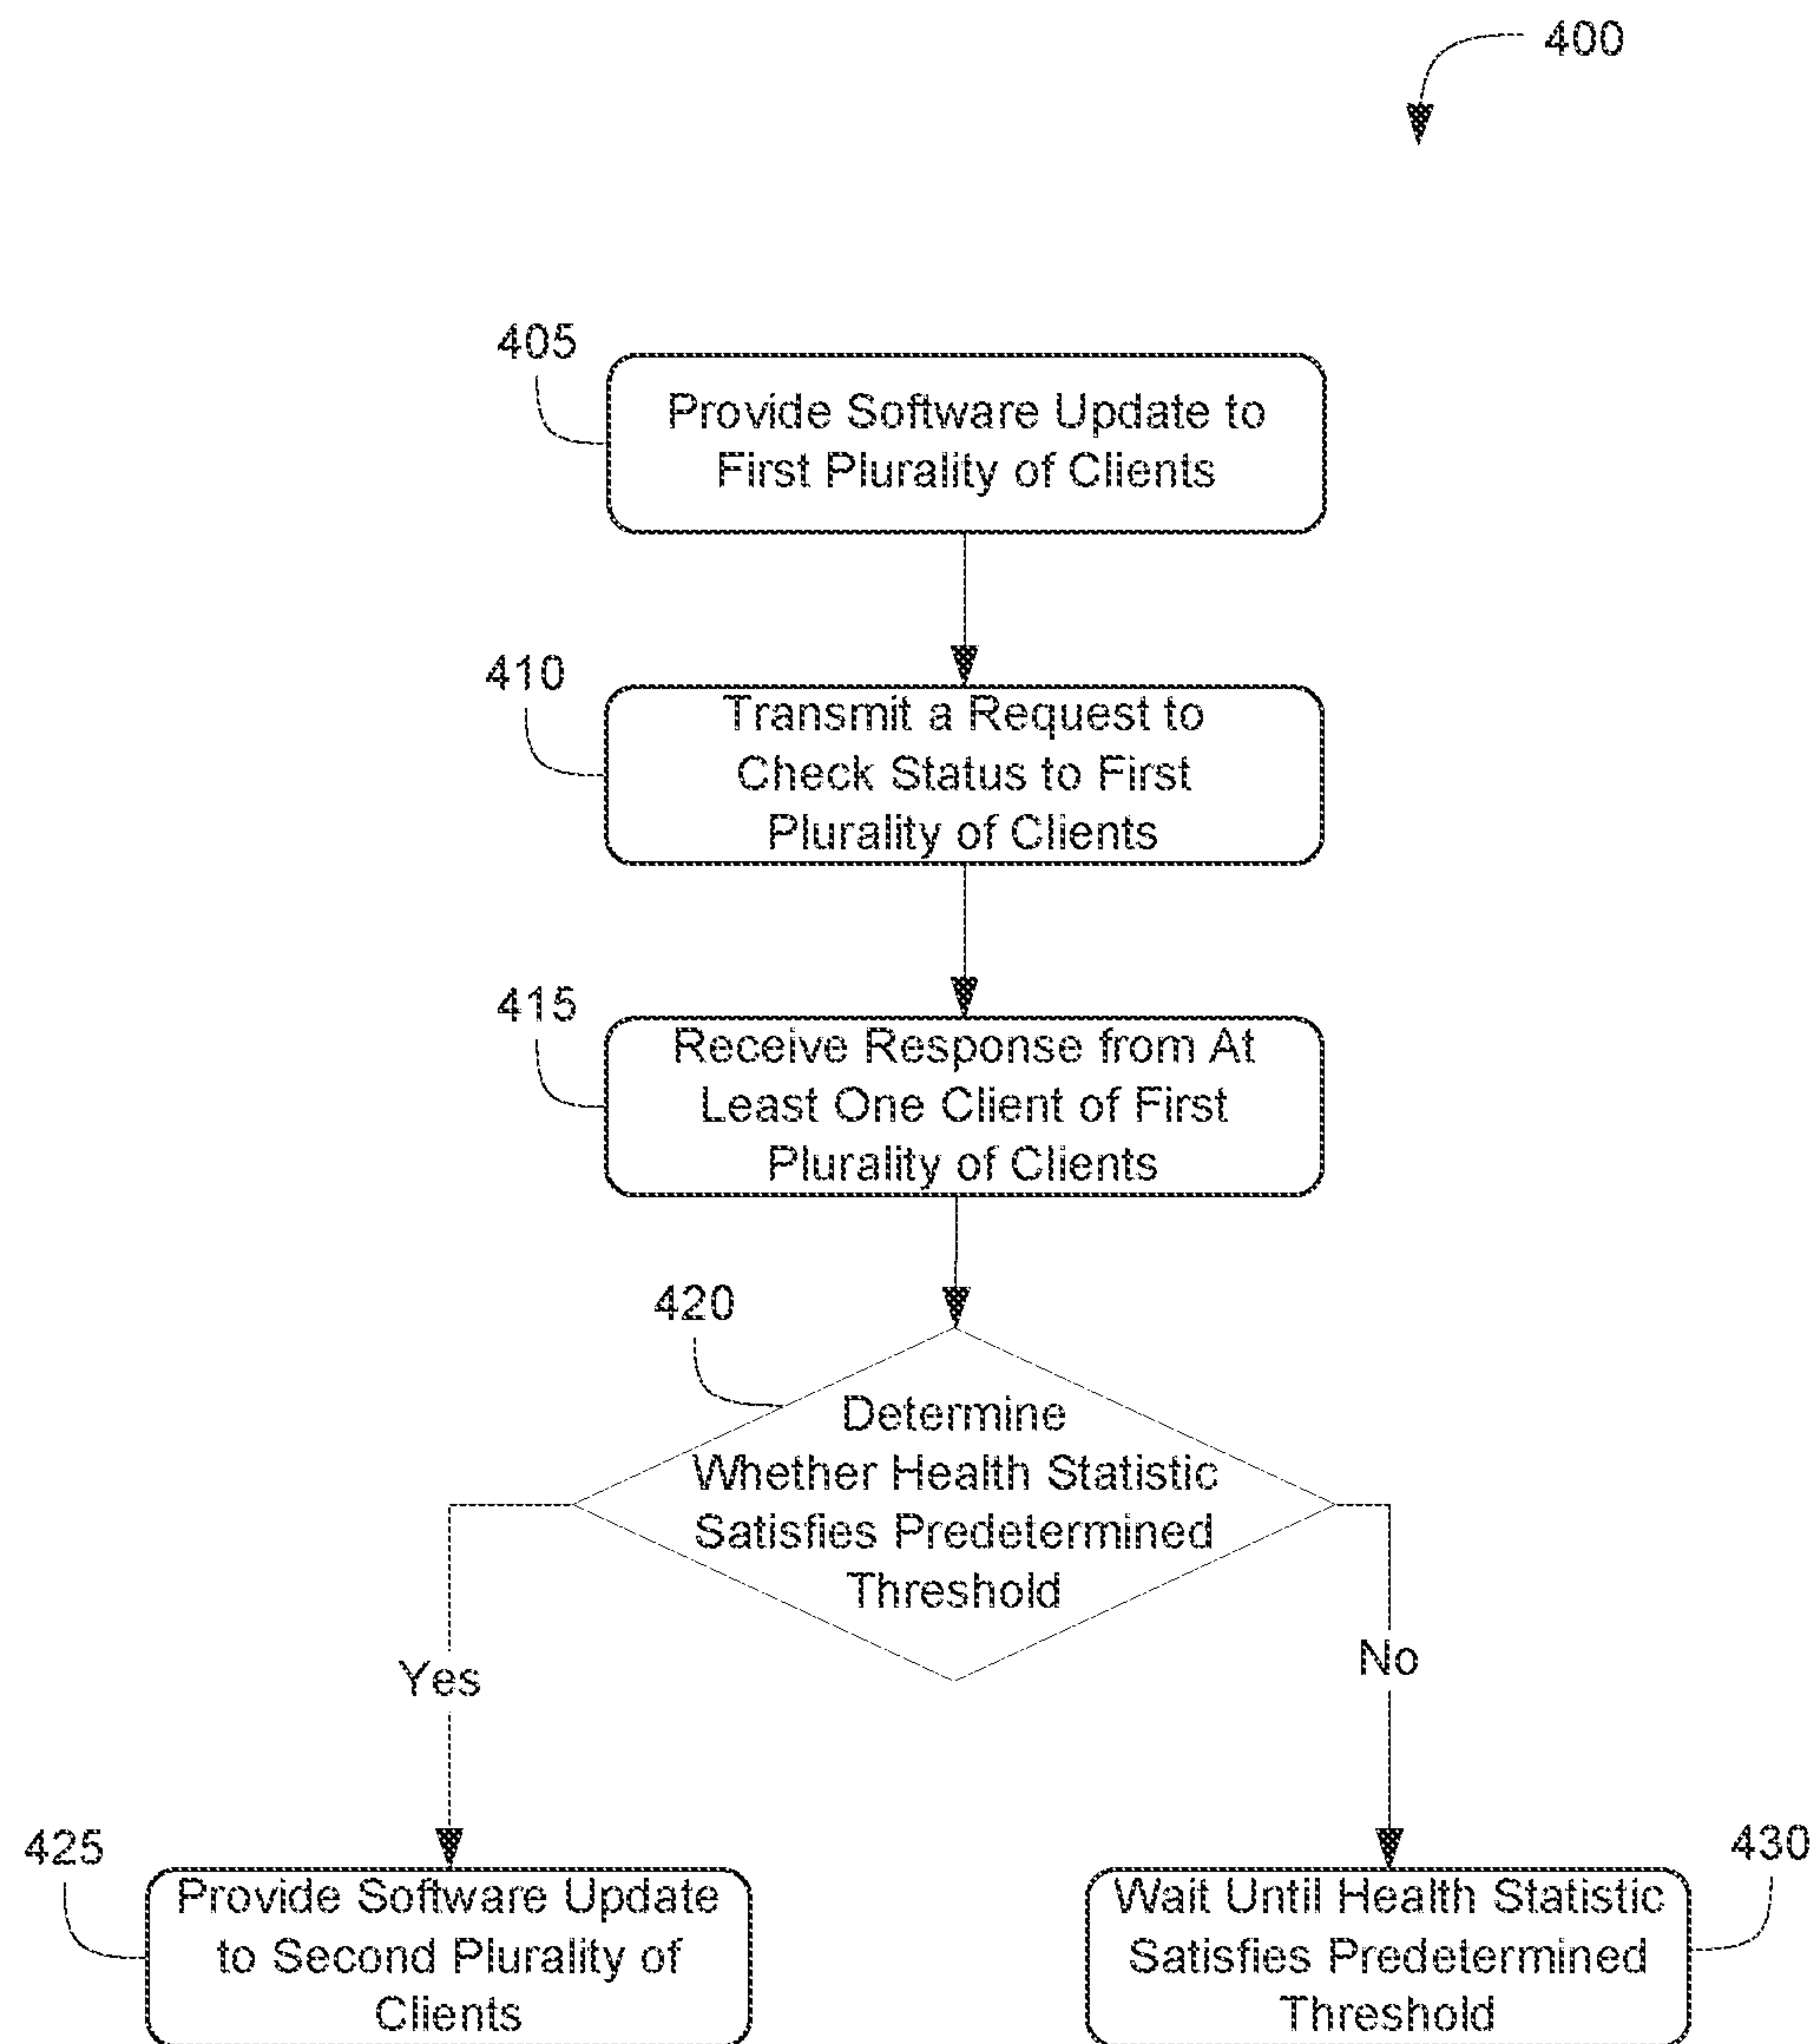 400
405
Provide Software Update to
First Plurality of Clients
410
Transmit a Request to
Check Status to First
Plurality of Clients
415
Receive Response from At
Least One Client of First
Plurality of Clients
420
Determine
Whether Health Statistic
Satisfies Predetermined
Threshold
Yes
No
425
Provide Software Update
to Second Plurality of
Clients
430
Wait Until Health Statistic
Satisfies Predetermined
Threshold